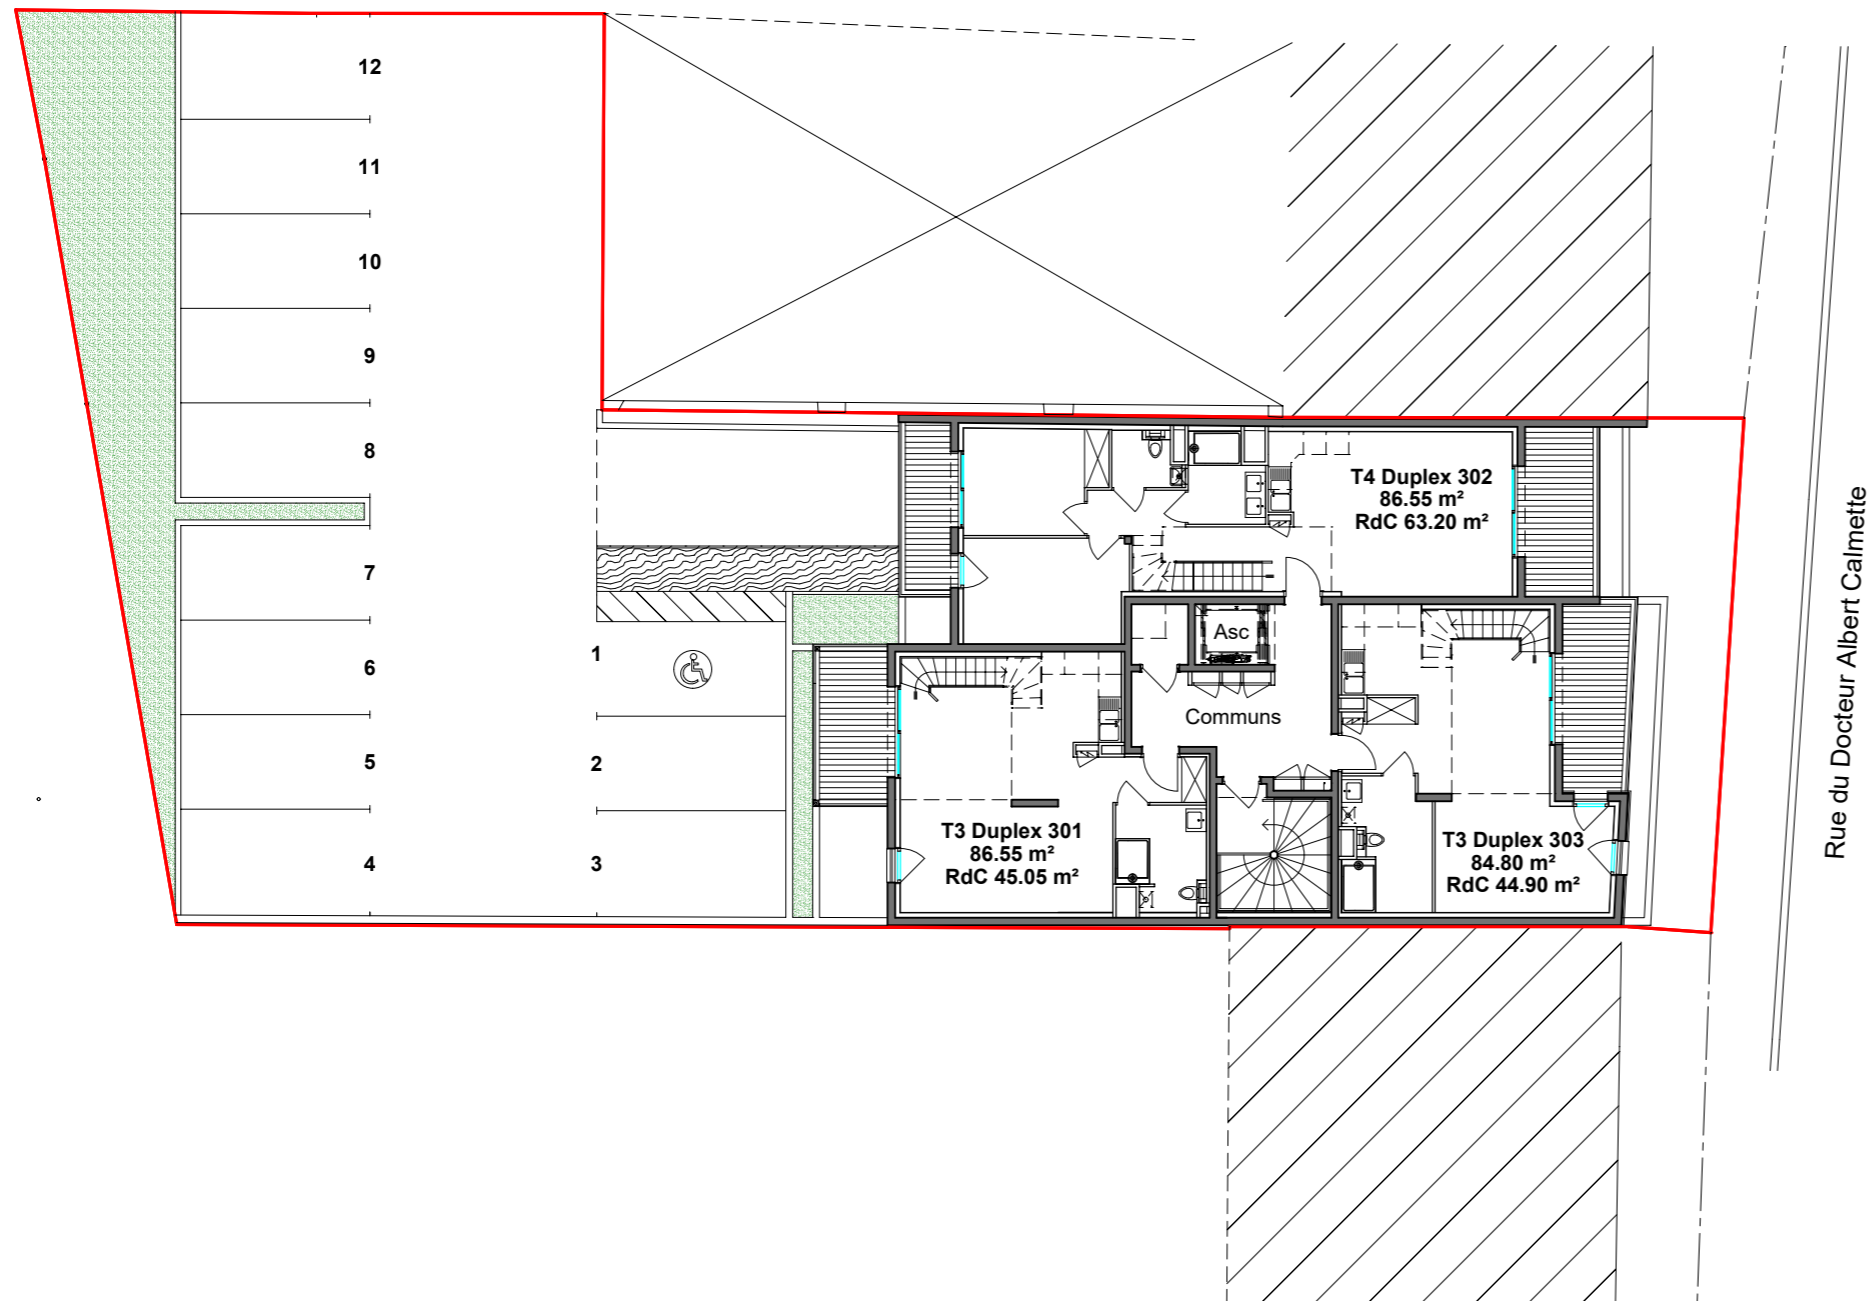 12
11
10
9
8
7
6
5
4
1
2
3
T4 Duplex 302
86.55 m²
RdC 63.20 m²
Asc
Communs
T3 Duplex 301
86.55 m²
RdC 45.05 m²
T3 Duplex 303
84.80 m²
RdC 44.90 m²
Rue du Docteur Albert Calmette